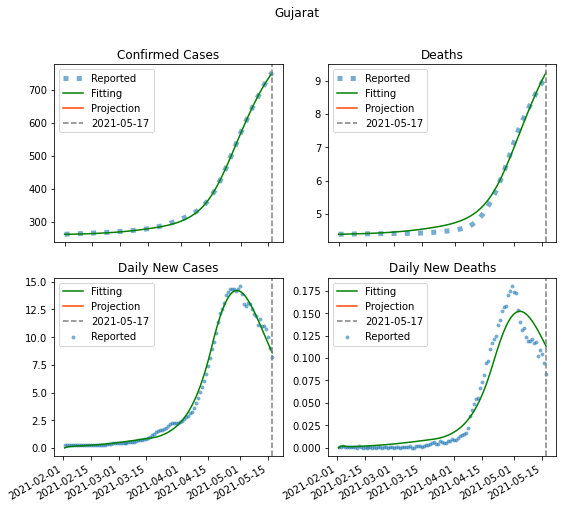 Gujarat
Confirmed Cases
Reported
Fitting
Projection
2021-05-17
700
600
500
400
300
Deaths
Reported
Fitting
Projection
2021-05-17
9
8
7
6
5
Daily New Cases
Fitting
Projection
2021-05-17
Reported
15.0
12.5
10.0
7.5
5.0
2.5
0.0
2021-02-01
2021-02-15
2021-03-01
2021-03-15
2021-04-01
2021-04-15
2021-05-01
2021-05-15
Daily New Deaths
Fitting
Projection
2021-05-17
Reported
0.175
0.150
0.125
0.100
0.075
0.050
0.025
0.000
2021-02-01
2021-02-15
2021-03-01
2021-03-15
2021-04-01
2021-04-15
2021-05-01
2021-05-15